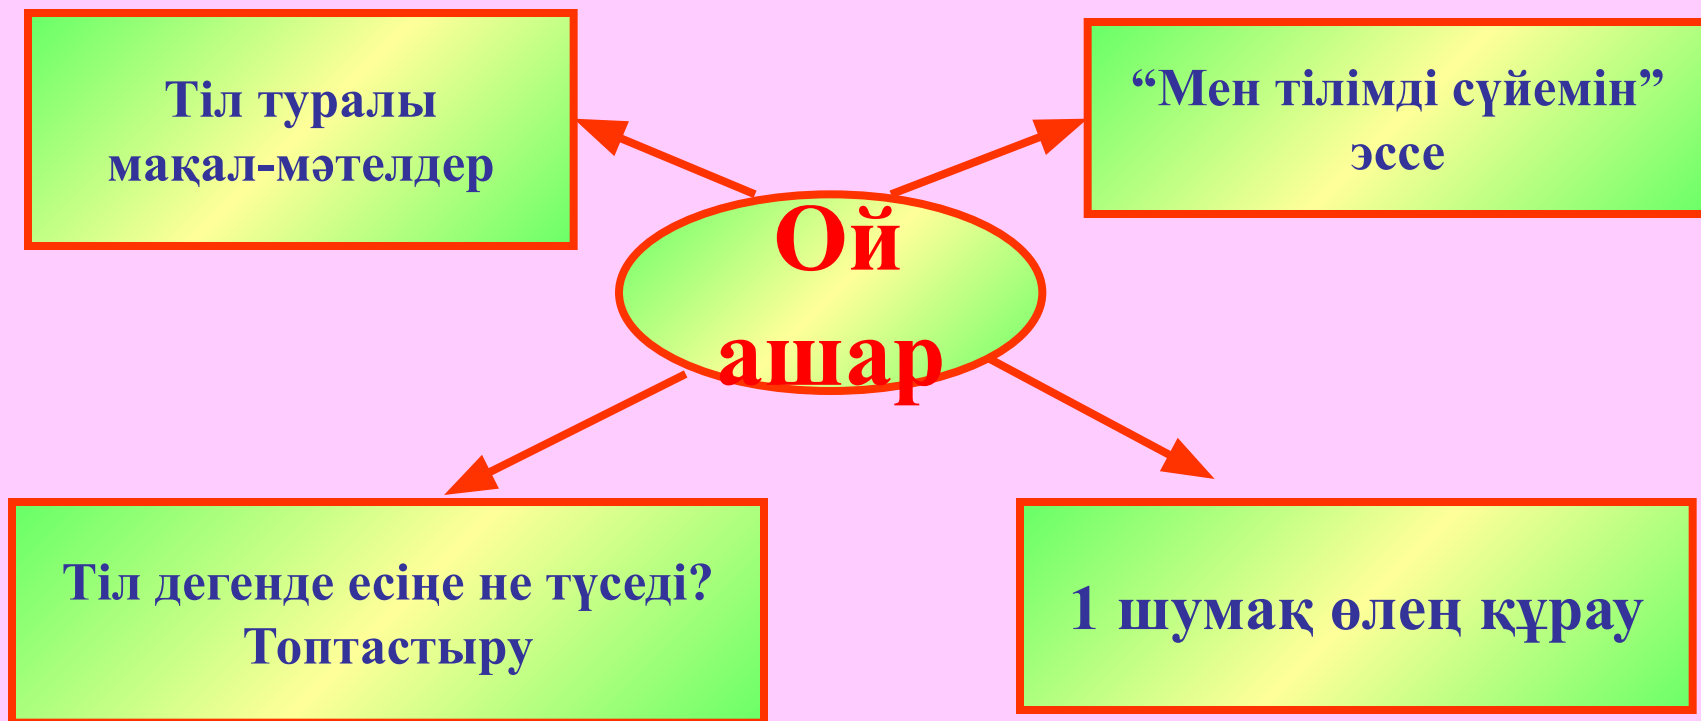 Тіл туралы
мақал-мәтелдер
“Мен тілімді сүйемін”
эссе
Ой
ашар
Тіл дегенде есіңе не түседі?
Топтастыру
1 шумақ өлең құрау